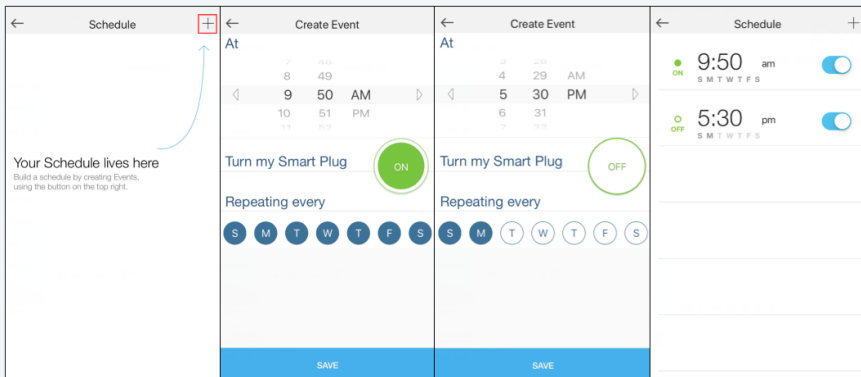 Schedule
Your Schedule lives here
Build a schedule by creating Events,
using the button on the top right.
Create Event
At
8 49
9 50 AM
10 51 PM
Turn my Smart Plug
ON
Repeating every
S M T W T F S
SAVE
Create Event
At
4 29 AM
5 30 PM
6 31
Turn my Smart Plug
OFF
Repeating every
S M T W T F S
SAVE
Schedule
9:50 am
ON
S M T W T F S
5:30 pm
OFF
S M T W T F S